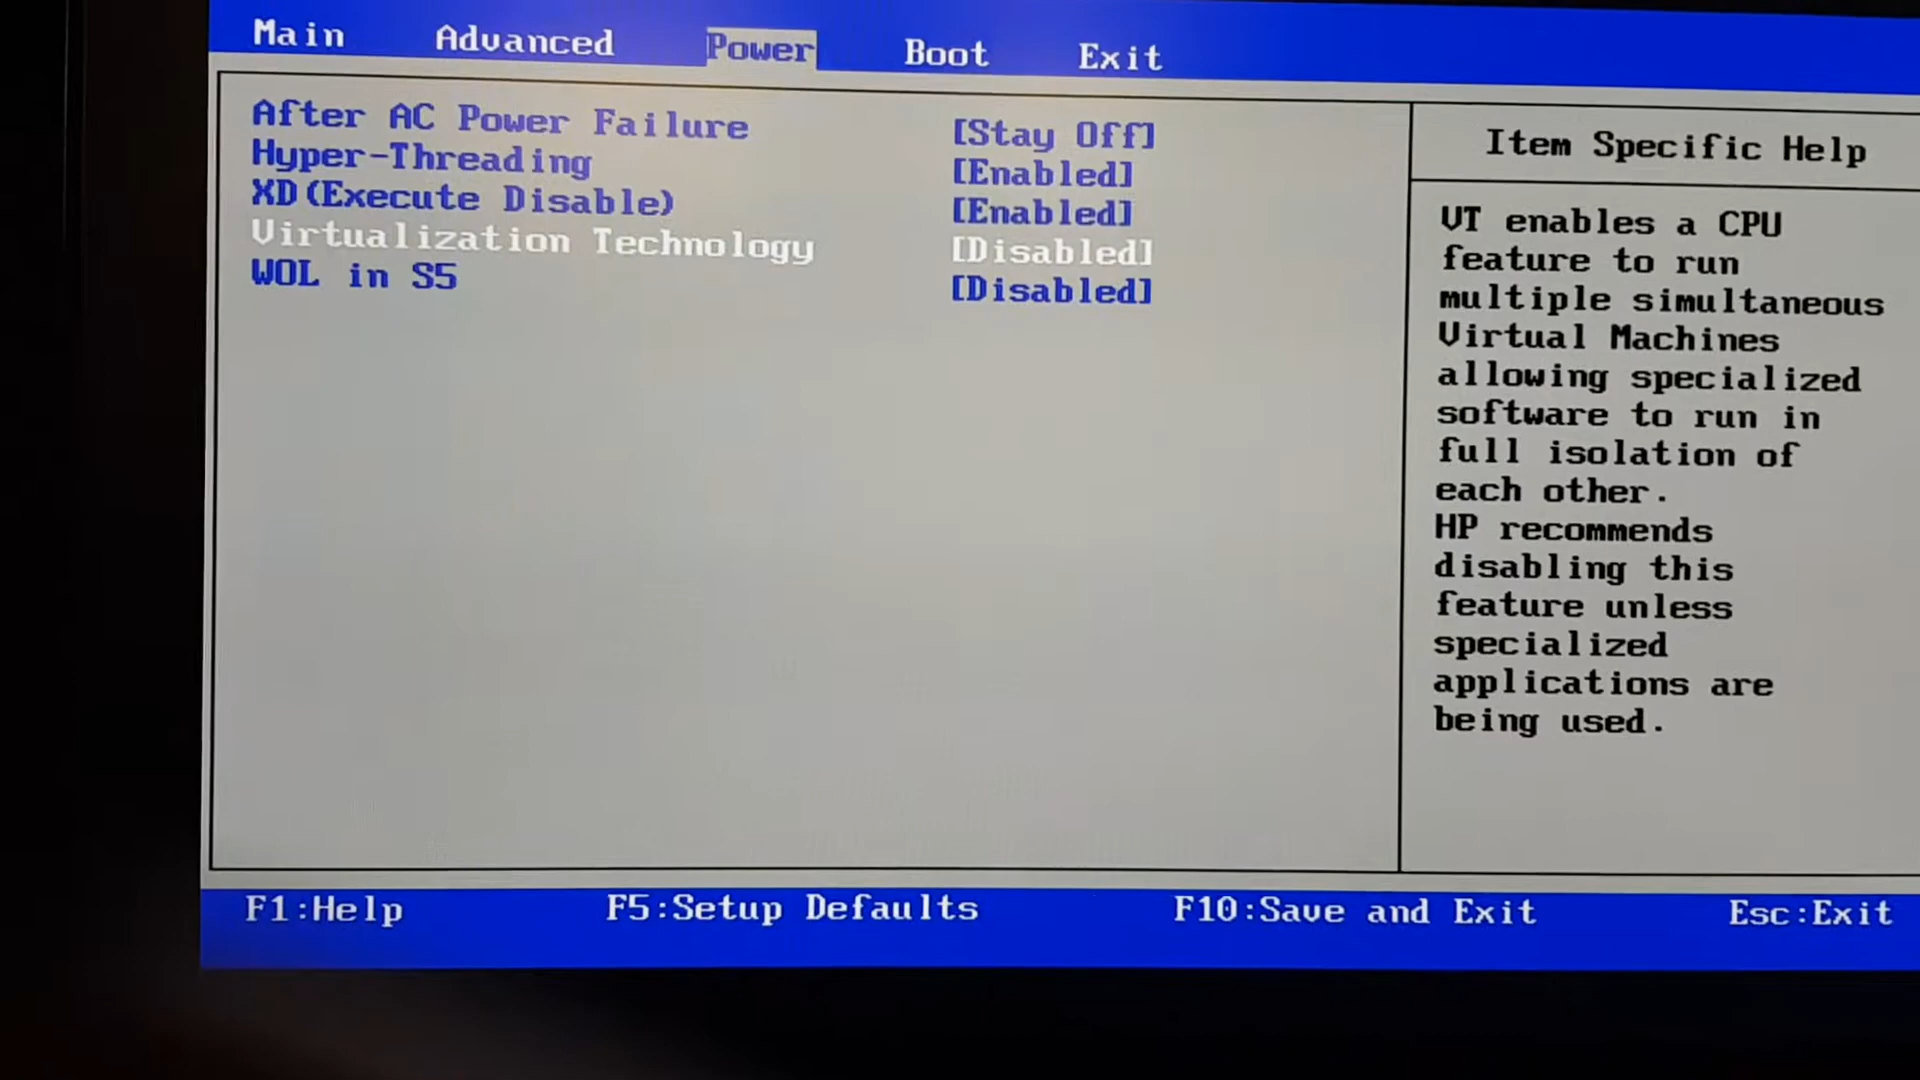 Main Advanced Power Boot Exit
After AC Power Failure [Stay Off]
Hyper-Threading [Enabled]
XD(Execute Disable) [Enabled]
Virtualization Technology [Disabled]
WOL in S5 [Disabled]
Item Specific Help
VT enables a CPU
feature to run
multiple simultaneous
Virtual Machines
allowing specialized
software to run in
full isolation of
each other.
HP recommends
disabling this
feature unless
specialized
applications are
being used.
F1:Help F5:Setup Defaults F10:Save and Exit Esc:Exit